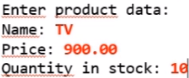 Enter product data:
Name: TV
Price: 900.00
Quantity in stock: 10